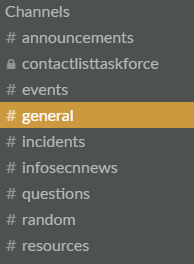 Channels
# announcements
contactlisttaskforce
# events
# general
# incidents
# infosecnnews
# questions
# random
# resources